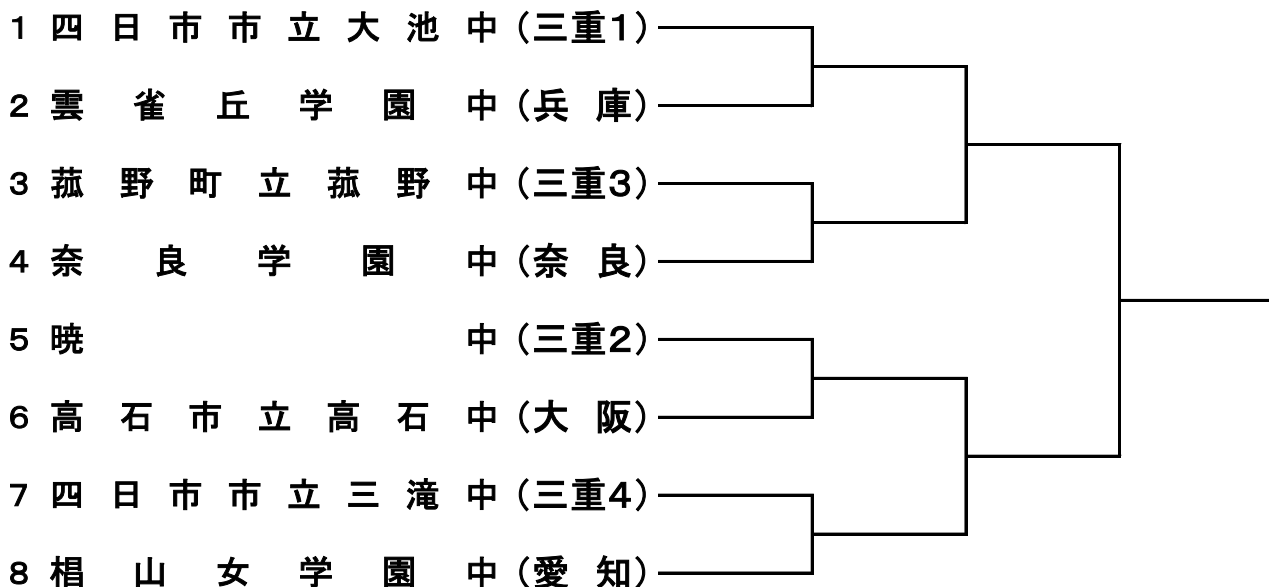 1 四日市市立大池中（三重1）
2 雲雀丘学園中（兵庫）
3 菰野町立菰野中（三重3）
4 奈良学園中（奈良）
5 暁中（三重2）
6 高石市立高石中（大阪）
7 四日市市立三滝中（三重4）
8 椙山女学園中（愛知）